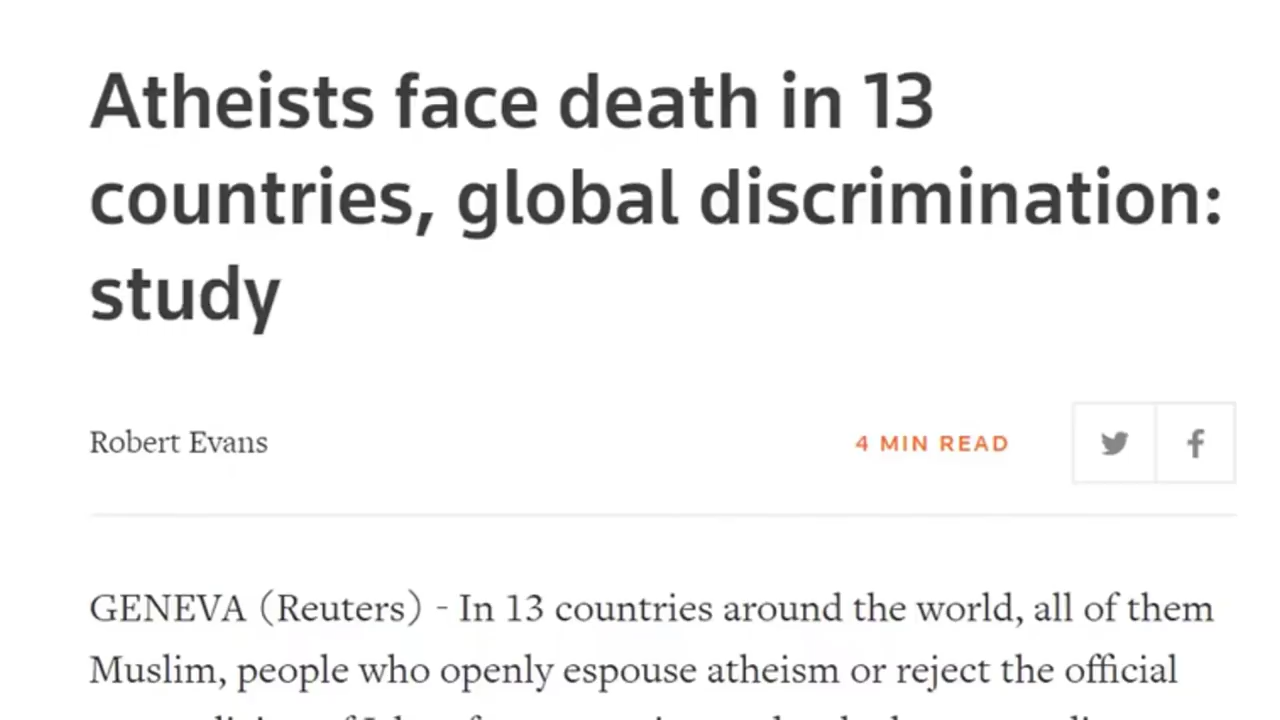 Atheists face death in 13
countries, global discrimination:
study
Robert Evans
4 MIN READ
GENEVA (Reuters) - In 13 countries around the world, all of them
Muslim, people who openly espouse atheism or reject the official